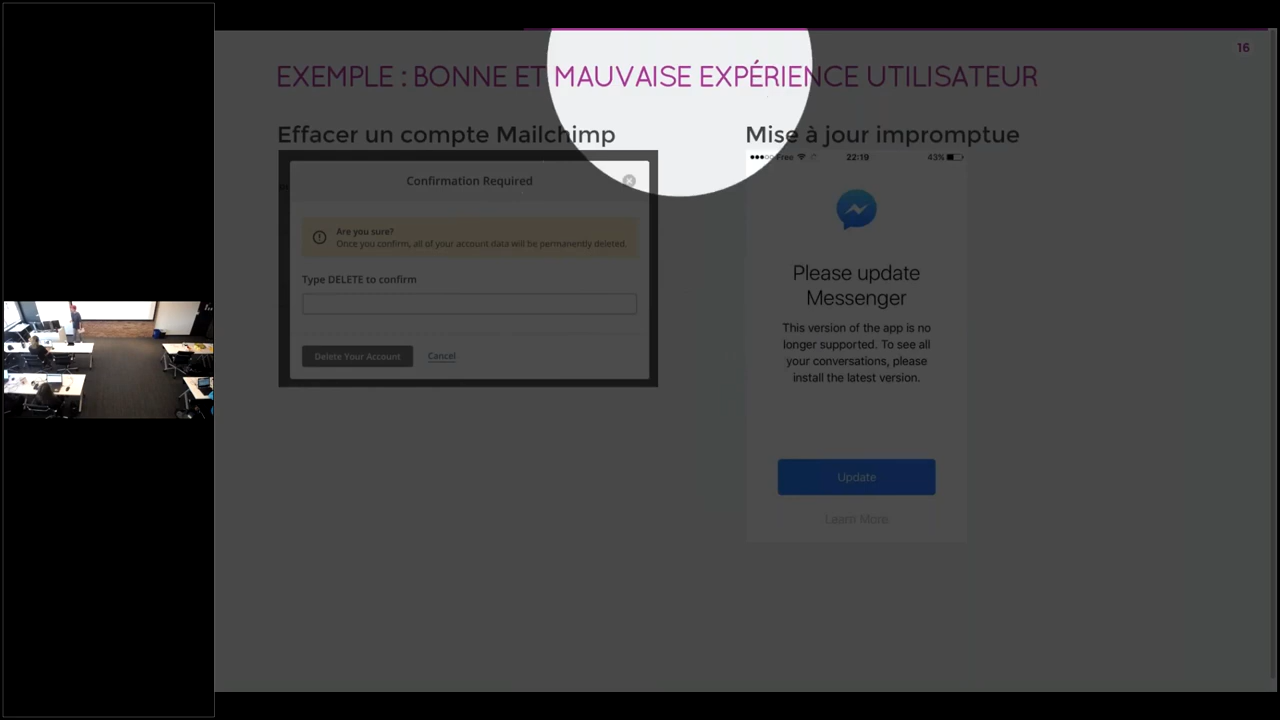 16
EXEMPLE : BONNE ET MAUVAISE EXPÉRIENCE UTILISATEUR
Effacer un compte Mailchimp
Confirmation Required
Are you sure?
Once you confirm, all of your account data will be permanently deleted.
Type DELETE to confirm
Delete Your Account
Cancel
Mise à jour impromptue
Free
22:19
43%
Please update
Messenger
This version of the app is no
longer supported. To see all
your conversations, please
install the latest version.
Update
Learn More